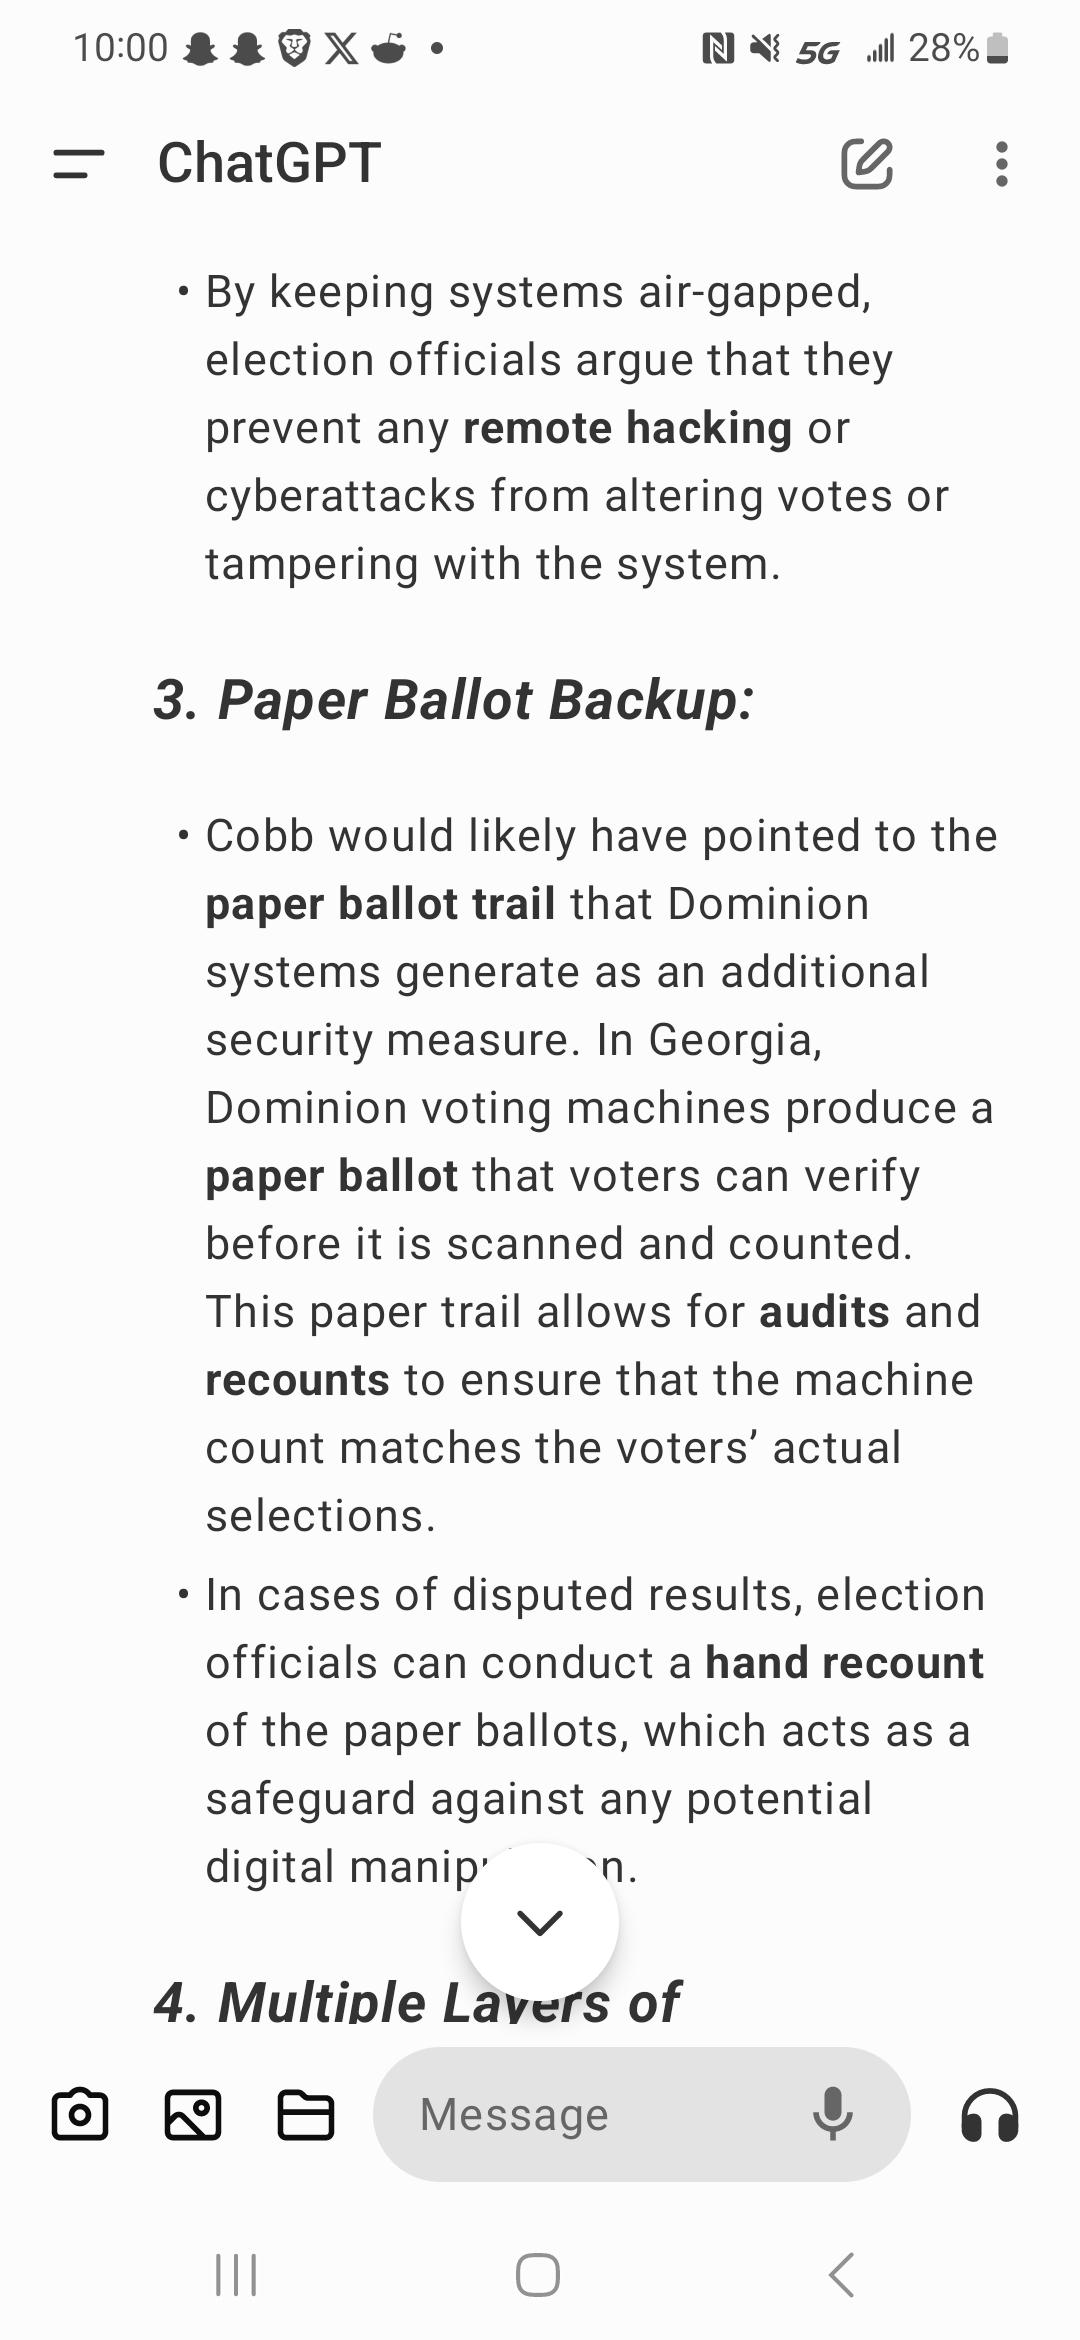 10:00 5G 28%
ChatGPT
• By keeping systems air-gapped,
election officials argue that they
prevent any remote hacking or
cyberattacks from altering votes or
tampering with the system.
3. Paper Ballot Backup:
• Cobb would likely have pointed to the
paper ballot trail that Dominion
systems generate as an additional
security measure. In Georgia,
Dominion voting machines produce a
paper ballot that voters can verify
before it is scanned and counted.
This paper trail allows for audits and
recounts to ensure that the machine
count matches the voters’ actual
selections.
• In cases of disputed results, election
officials can conduct a hand recount
of the paper ballots, which acts as a
safeguard against any potential
digital
4. Multiple Layers of
Message